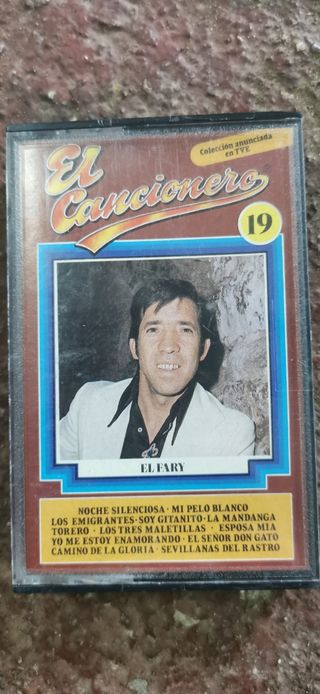 Colección anunciada
en TVE
El
Cancionero
19
EL FARY
NOCHE SILENCIOSA · MI PELO BLANCO
LOS EMIGRANTES · SOY GITANITO · LA MANDANGA
TORERO · LOS TRES MALETILLAS · ESPOSA MIA
YO ME ESTOY ENAMORANDO · EL SEÑOR DON GATO
CAMINO DE LA GLORIA · SEVILLANAS DEL RASTRO